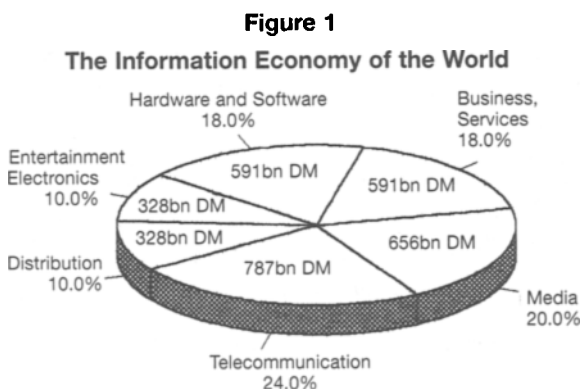 Figure 1
The Information Economy of the World
Hardware and Software
18.0%
Business,
Services
18.0%
Entertainment
Electronics
10.0%
591bn DM
591bn DM
328bn DM
328bn DM
656bn DM
787bn DM
Distribution
10.0%
Media
20.0%
Telecommunication
24.0%